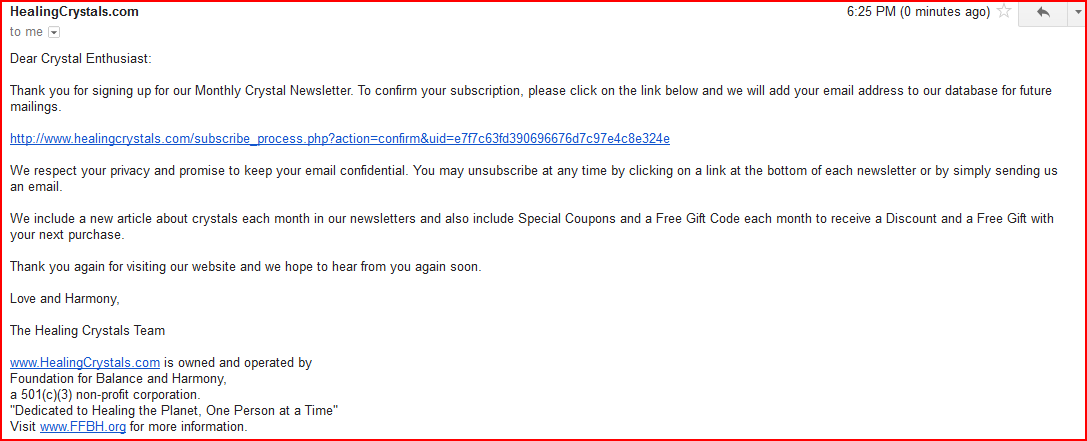 HealingCrystals.com 6:25 PM (0 minutes ago)
to me
Dear Crystal Enthusiast:
Thank you for signing up for our Monthly Crystal Newsletter. To confirm your subscription, please click on the link below and we will add your email address to our database for future
mailings.
http://www.healingcrystals.com/subscribe_process.php?action=confirm&uid=e7f7c63fd390696676d7c97e4c8e324e
We respect your privacy and promise to keep your email confidential. You may unsubscribe at any time by clicking on a link at the bottom of each newsletter or by simply sending us
an email.
We include a new article about crystals each month in our newsletters and also include Special Coupons and a Free Gift Code each month to receive a Discount and a Free Gift with
your next purchase.
Thank you again for visiting our website and we hope to hear from you again soon.
Love and Harmony,
The Healing Crystals Team
www.HealingCrystals.com is owned and operated by
Foundation for Balance and Harmony,
a 501(c)(3) non-profit corporation.
"Dedicated to Healing the Planet, One Person at a Time"
Visit www.FFBH.org for more information.